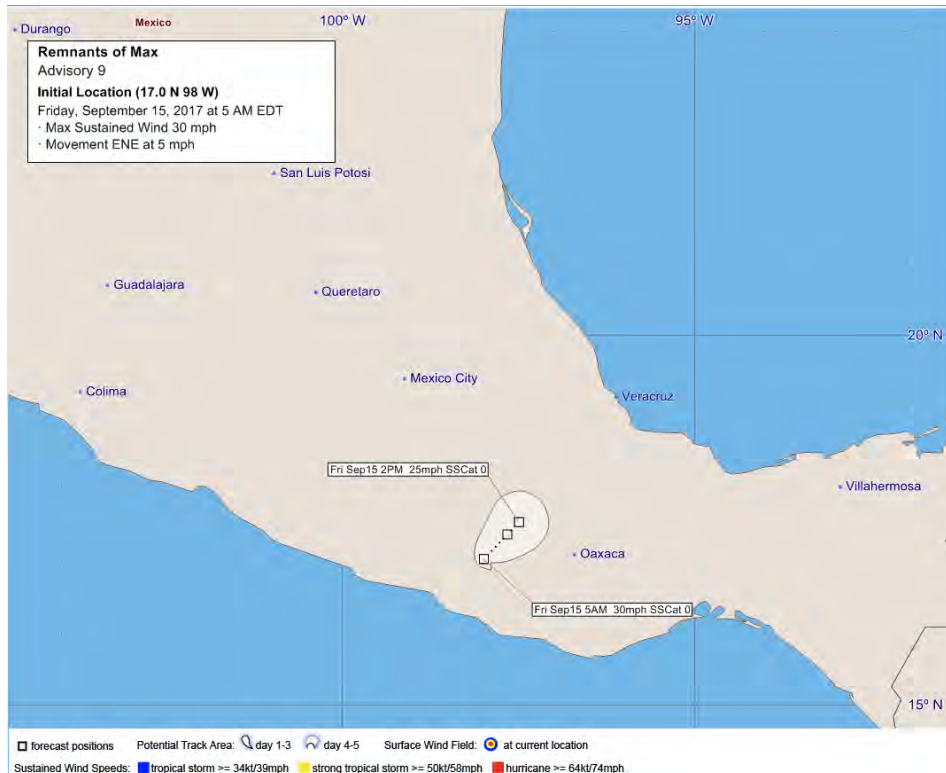 100º W
95º W
Mexico
Durango
Remnants of Max
Advisory 9
Initial Location (17.0 N 98 W)
Friday, September 15, 2017 at 5 AM EDT
· Max Sustained Wind 30 mph
· Movement ENE at 5 mph
San Luis Potosi
Guadalajara
Queretaro
20º N
Mexico City
Colima
Veracruz
Fri Sep15 2PM 25mph SSCat 0
Villahermosa
Oaxaca
Fri Sep15 5AM 30mph SSCat 0
15º N
forecast positions Potential Track Area: day 1-3 day 4-5 Surface Wind Field: at current location
Sustained Wind Speeds: tropical storm >= 34kt/39mph strong tropical storm >= 50kt/58mph hurricane >= 64kt/74mph